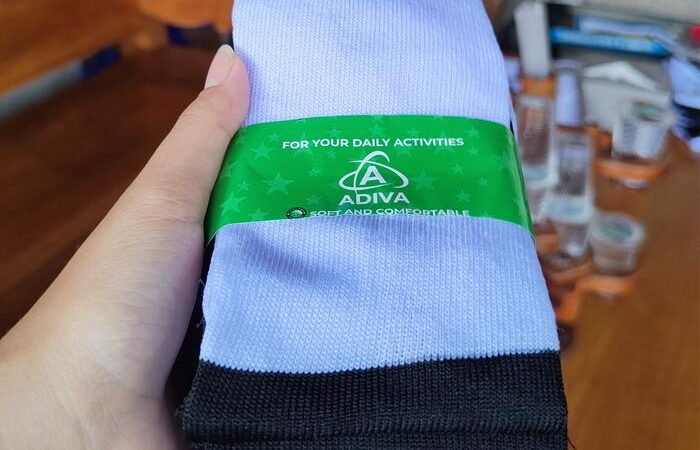 FOR YOUR DAILY ACTIVITIES
A
ADIVA
SOFT AND COMFORTABLE